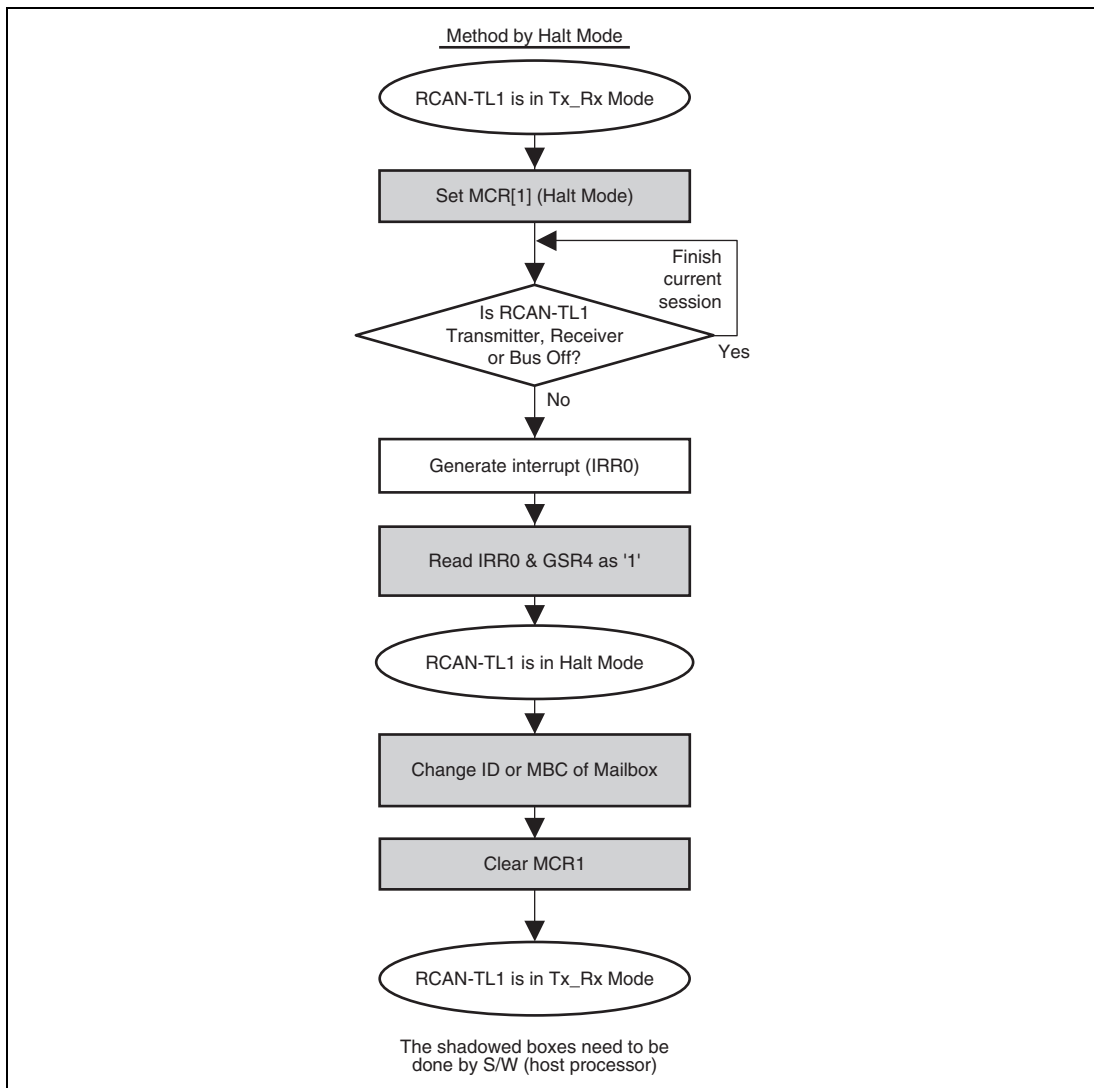 Method by Halt Mode
RCAN-TL1 is in Tx_Rx Mode
Set MCR[1] (Halt Mode)
Finish
current
session
Is RCAN-TL1
Transmitter, Receiver
or Bus Off?
Yes
No
Generate interrupt (IRR0)
Read IRR0 & GSR4 as '1'
RCAN-TL1 is in Halt Mode
Change ID or MBC of Mailbox
Clear MCR1
RCAN-TL1 is in Tx_Rx Mode
The shadowed boxes need to be
done by S/W (host processor)